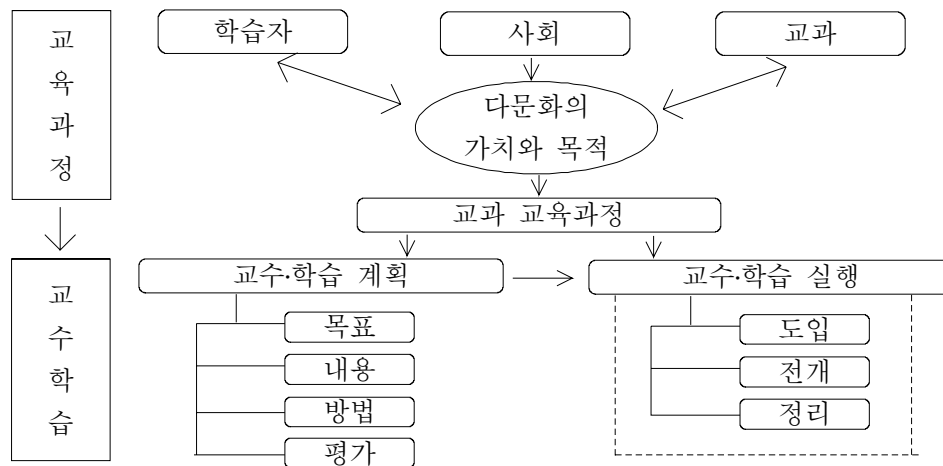 교육과정
학습자
사회
교과
다문화의
가치와 목적
교과 교육과정
교수학습
교수·학습 계획
교수·학습 실행
목표
내용
방법
평가
도입
전개
정리